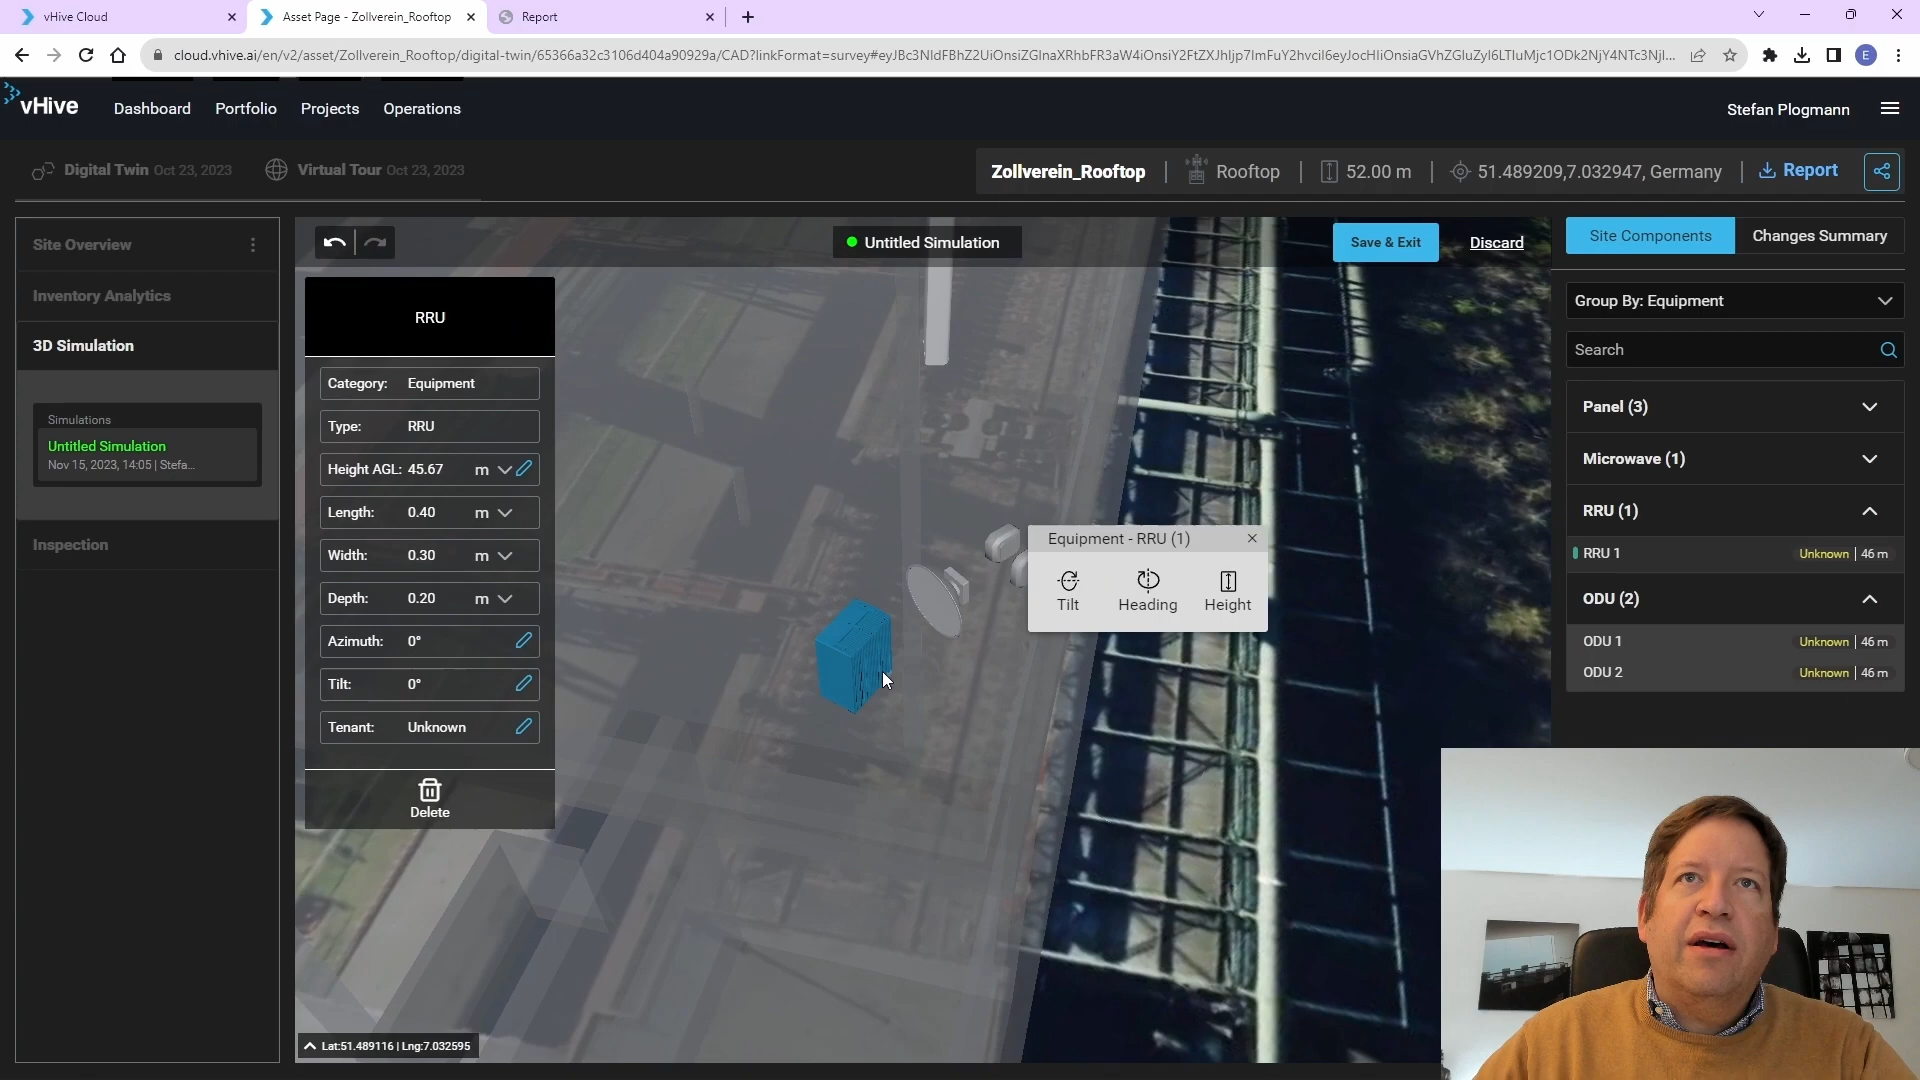 vHive Cloud
Asset Page - Zollverein_Rooftop
Report
cloud.vhive.ai/en/v2/asset/Zollverein_Rooftop/digital-twin/65366a32c3106d404a90929a/CAD?linkFormat=survey#
E
vHive
Dashboard
Portfolio
Projects
Operations
Stefan Plogmann
Digital Twin Oct 23, 2023
Virtual Tour Oct 23, 2023
Zollverein_Rooftop
Rooftop
52.00 m
51.489209,7.032947, Germany
Report
Site Overview
Inventory Analytics
3D Simulation
Simulations
Untitled Simulation
Nov 15, 2023, 14:05 | Stefa...
Inspection
Untitled Simulation
Save & Exit
Discard
RRU
Category: Equipment
Type: RRU
Height AGL: 45.67 m
Length: 0.40 m
Width: 0.30 m
Depth: 0.20 m
Azimuth: 0°
Tilt: 0°
Tenant: Unknown
Delete
Equipment - RRU (1)
Tilt
Heading
Height
Lat:51.489116 | Lng:7.032595
Site Components
Changes Summary
Group By: Equipment
Search
Panel (3)
Microwave (1)
RRU (1)
RRU 1 Unknown | 46 m
ODU (2)
ODU 1 Unknown | 46 m
ODU 2 Unknown | 46 m